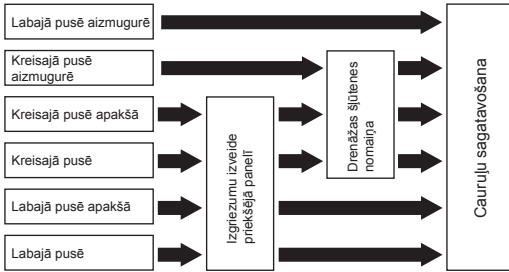 Labajā pusē aizmugurē
Kreisajā pusē
aizmugurē
Kreisajā pusē apakšā
Kreisajā pusē
Labajā pusē apakšā
Labajā pusē
Izgriezumu izveide
priekšējā panelī
Drenāžas šļūtenes
nomaiņa
Cauruļu sagatavošana